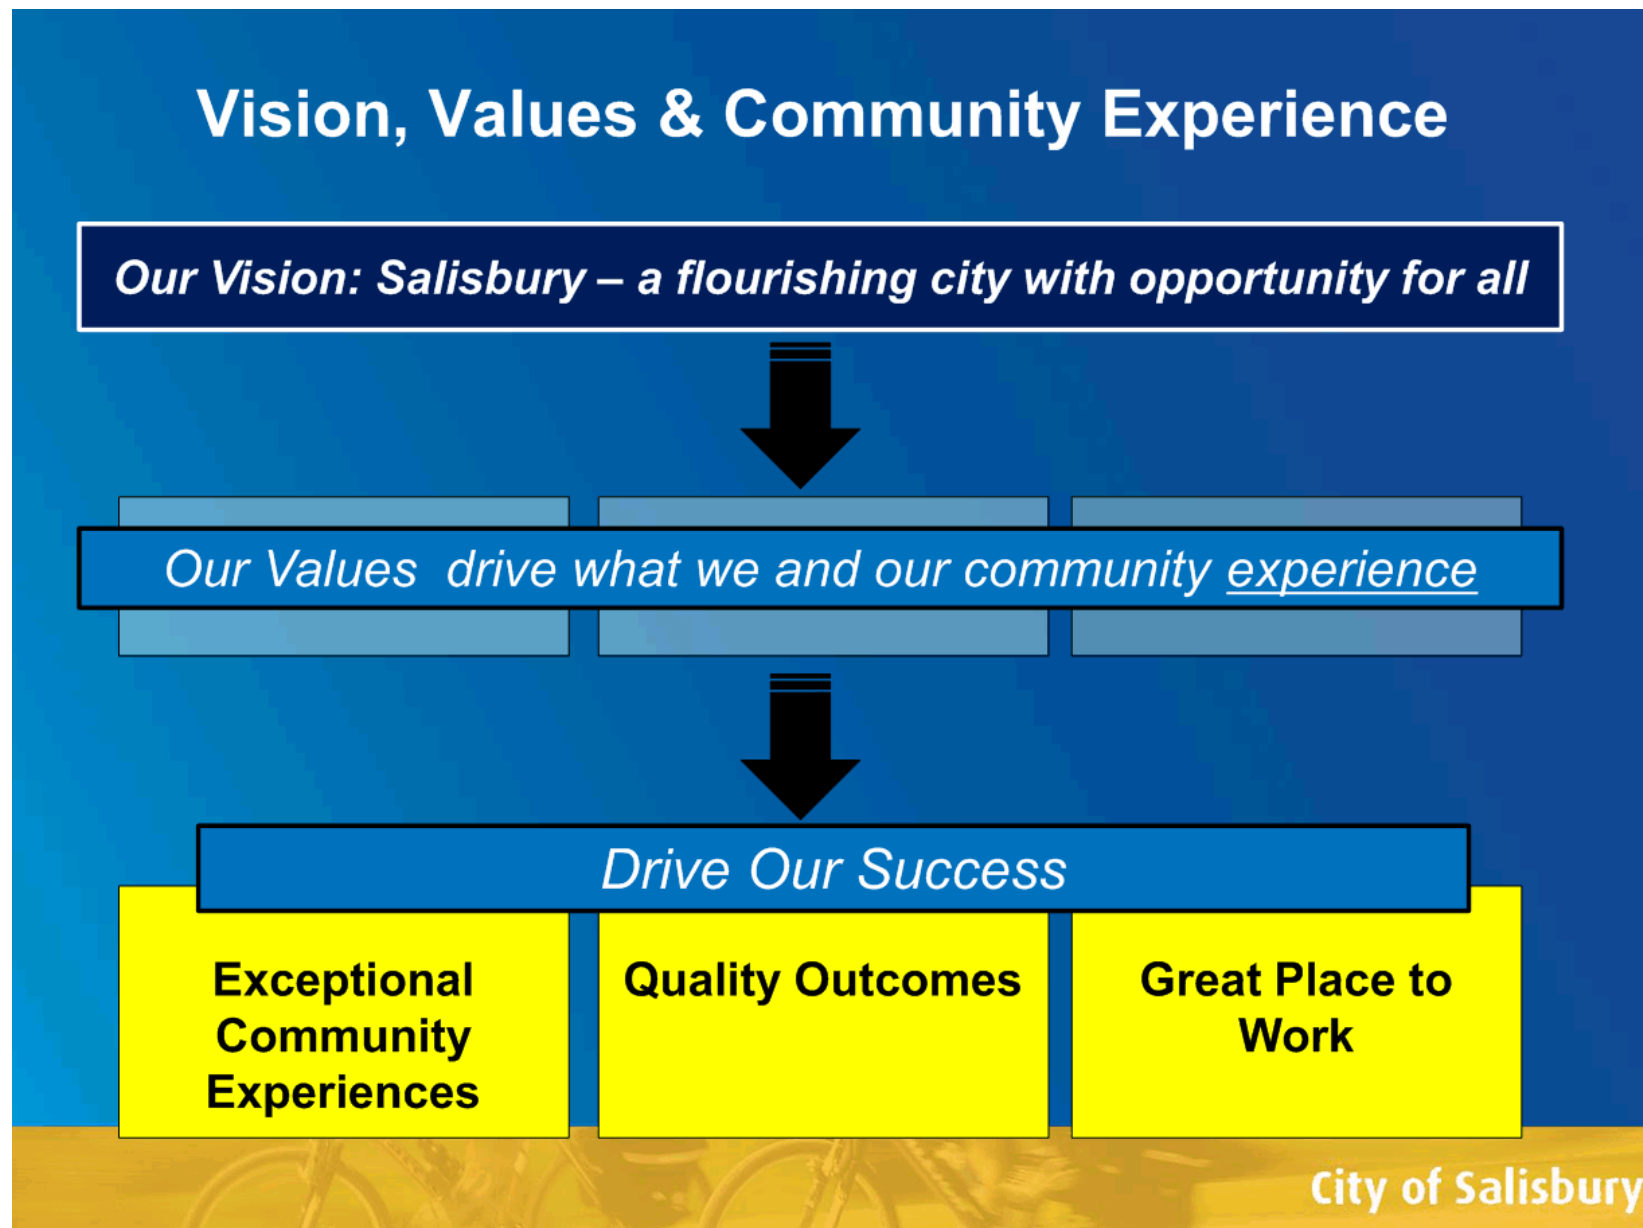 Vision, Values & Community Experience
Our Vision: Salisbury – a flourishing city with opportunity for all
Our Values  drive what we and our community experience
Drive Our Success
Exceptional
Community
Experiences
Quality Outcomes
Great Place to
Work
City of Salisbury